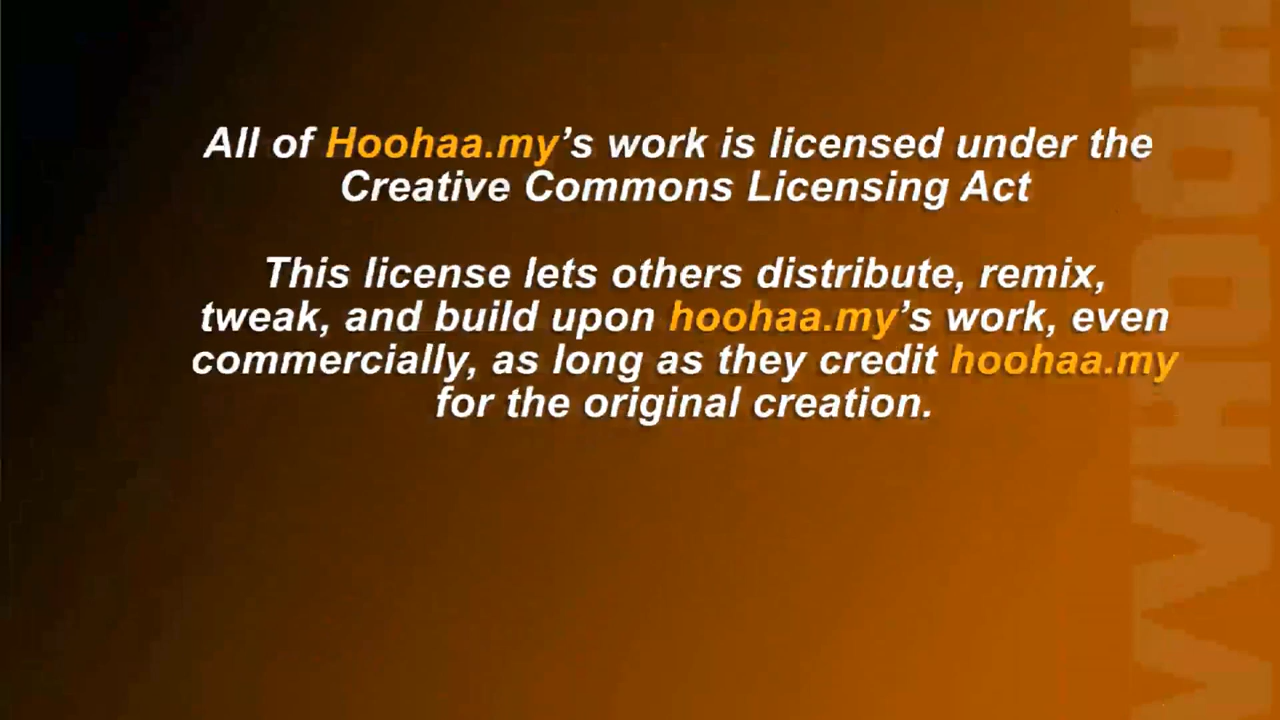 All of Hoohaa.my’s work is licensed under the
Creative Commons Licensing Act
This license lets others distribute, remix,
tweak, and build upon hoohaa.my’s work, even
commercially, as long as they credit hoohaa.my
for the original creation.